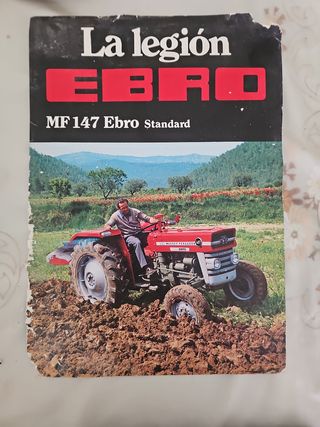 La legión
EBRO
MF 147 Ebro Standard